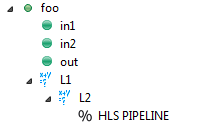 foo
in1
in2
out
L1
L2
% HLS PIPELINE